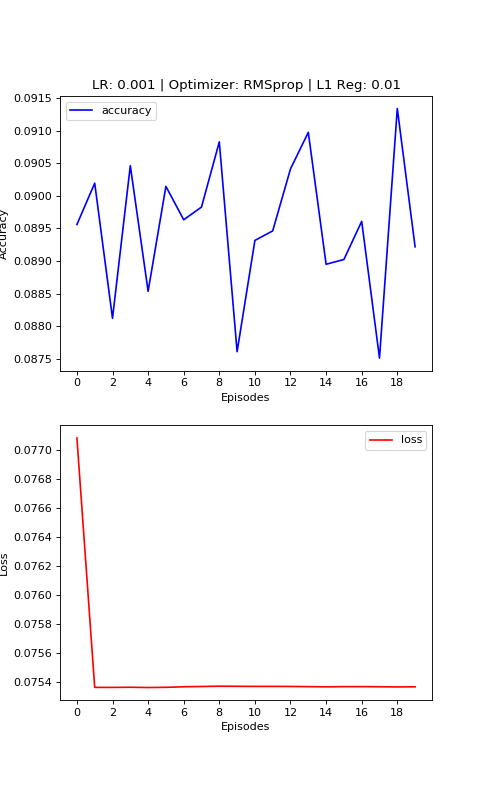 LR: 0.001 | Optimizer: RMSprop | L1 Reg: 0.01
accuracy
Accuracy
0.0915
0.0910
0.0905
0.0900
0.0895
0.0890
0.0885
0.0880
0.0875
0 2 4 6 8 10 12 14 16 18
Episodes
loss
Loss
0.0770
0.0768
0.0766
0.0764
0.0762
0.0760
0.0758
0.0756
0.0754
0 2 4 6 8 10 12 14 16 18
Episodes